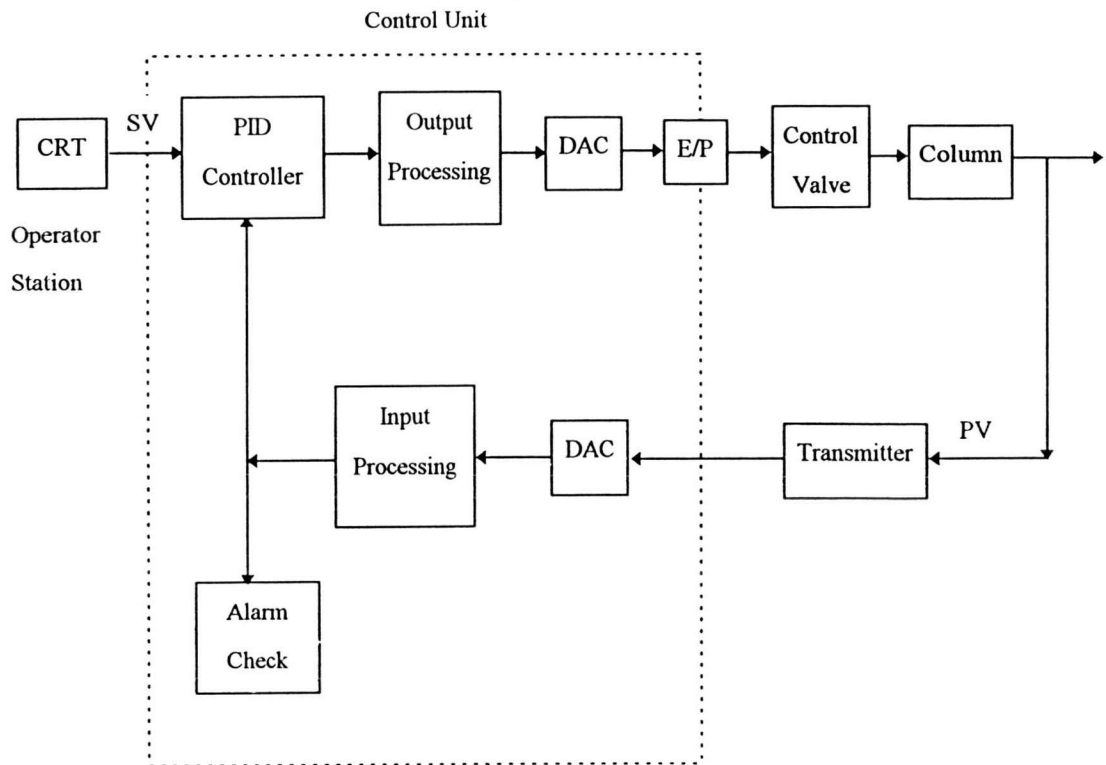 Control Unit
CRT
SV
PID
Controller
Output
Processing
DAC
E/P
Control
Valve
Column
Operator
Station
Input
Processing
DAC
Transmitter
PV
Alarm
Check